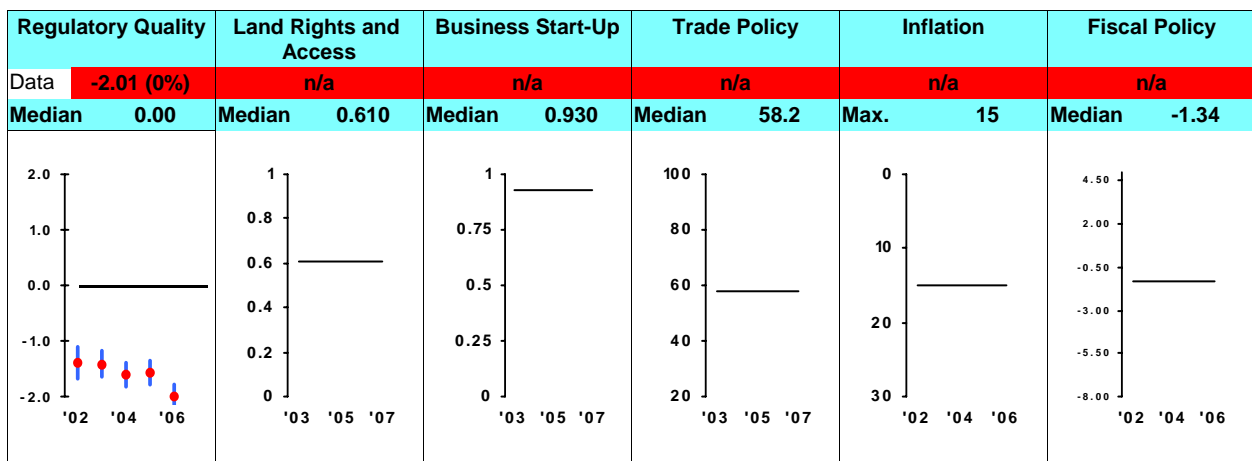 Regulatory Quality
Land Rights and
Access
Business Start-Up
Trade Policy
Inflation
Fiscal Policy
Data -2.01 (0%)
n/a
n/a
n/a
n/a
n/a
Median 0.00
Median 0.610
Median 0.930
Median 58.2
Max. 15
Median -1.34
2.0
1.0
0.0
-1.0
-2.0
'02 '04 '06
1
0.8
0.6
0.4
0.2
0
'03 '05 '07
1
0.75
0.5
0.25
0
'03 '05 '07
100
80
60
40
20
'03 '05 '07
0
10
20
30
'02 '04 '06
4.50
2.00
-0.50
-3.00
-5.50
-8.00
'02 '04 '06